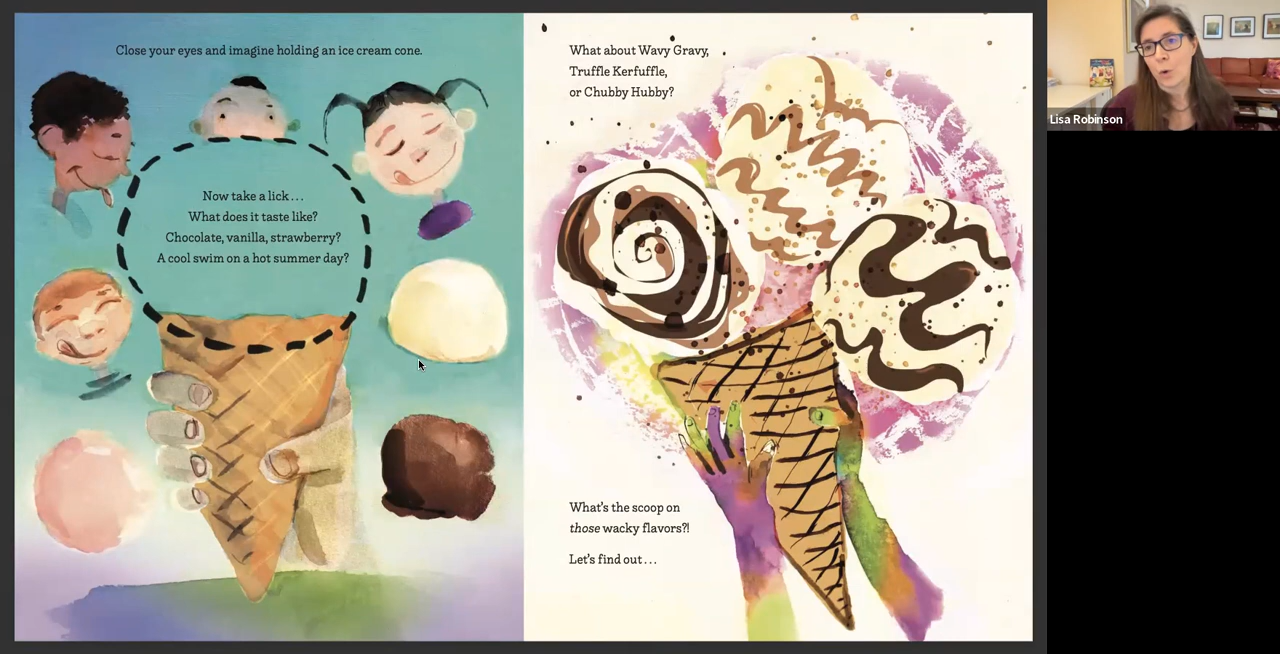 Close your eyes and imagine holding an ice cream cone.
Now take a lick...
What does it taste like?
Chocolate, vanilla, strawberry?
A cool swim on a hot summer day?
What about Wavy Gravy,
Truffle Kerfuffle,
or Chubby Hubby?
What's the scoop on
those wacky flavors?!
Let's find out...
Lisa Robinson